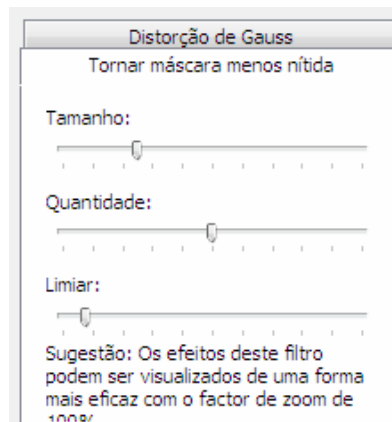 Distorção de Gauss
Tornar máscara menos nítida
Tamanho:
Quantidade:
Limiar:
Sugestão: Os efeitos deste filtro
podem ser visualizados de uma forma
mais eficaz com o factor de zoom de
100%